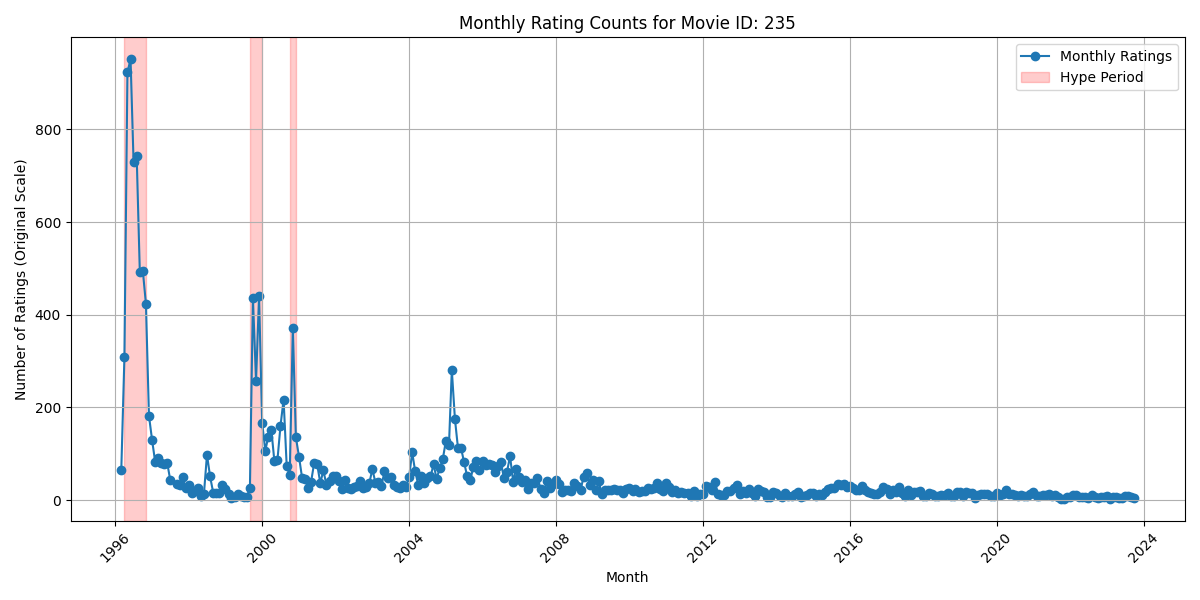 Monthly Rating Counts for Movie ID: 235
Monthly Ratings
Hype Period
Number of Ratings (Original Scale)
800
600
400
200
0
1996
2000
2004
2008
2012
2016
2020
2024
Month